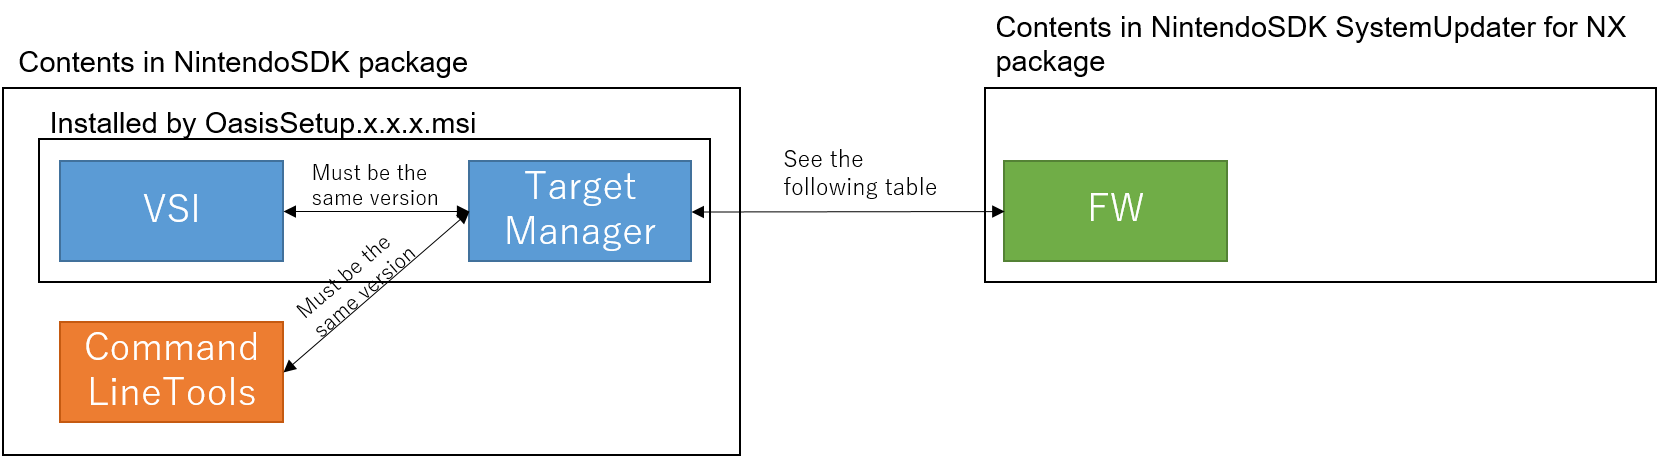 Contents in NintendoSDK package
Contents in NintendoSDK SystemUpdater for NX
package
Installed by OasisSetup.x.x.x.msi
VSI
Must be the
same version
Target
Manager
See the
following table
FW
Must be the
same version
Command
LineTools